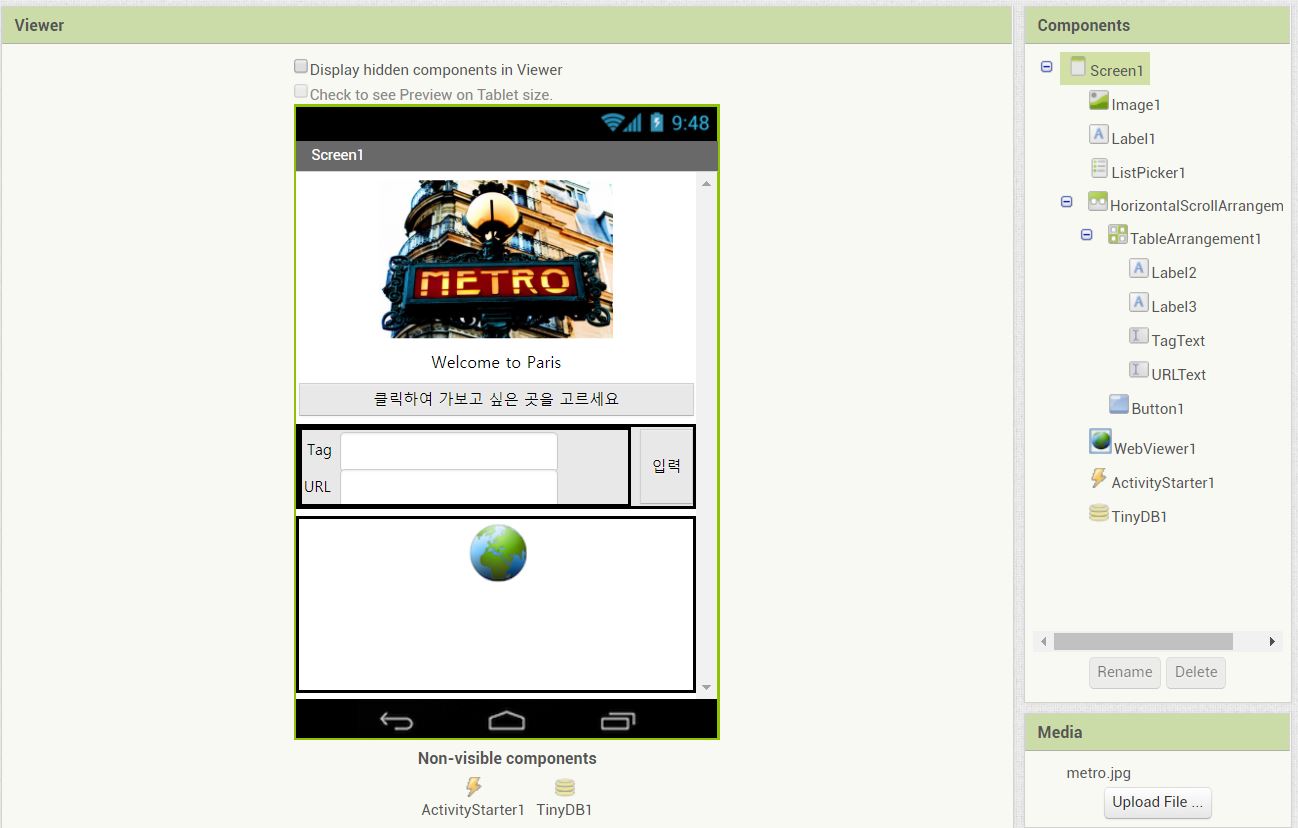 Viewer
Display hidden components in Viewer
Check to see Preview on Tablet size.
9:48
Screen1
METRO
Welcome to Paris
클릭하여 가보고 싶은 곳을 고르세요
Tag
URL
입력
Non-visible components
ActivityStarter1 TinyDB1
Components
Screen1
Image1
Label1
ListPicker1
HorizontalScrollArrangem
TableArrangement1
Label2
Label3
TagText
URLText
Button1
WebViewer1
ActivityStarter1
TinyDB1
Rename Delete
Media
metro.jpg
Upload File ...